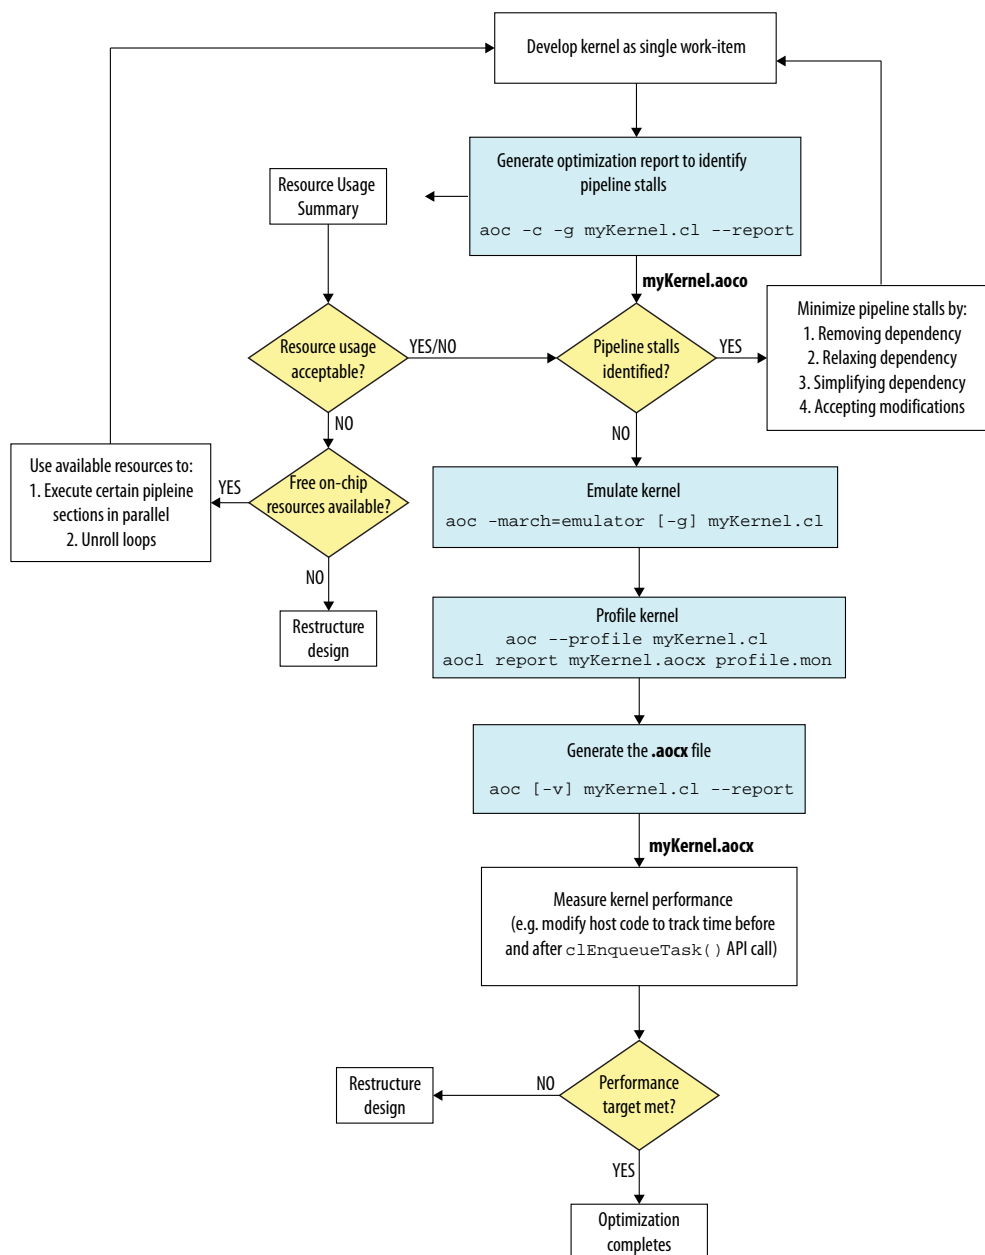 Develop kernel as single work-item
Generate optimization report to identify
pipeline stalls
aoc -c -g myKernel.cl --report
Resource Usage
Summary
myKernel.aoco
Resource usage
acceptable?
YES/NO
Pipeline stalls
identified?
YES
Minimize pipeline stalls by:
1. Removing dependency
2. Relaxing dependency
3. Simplifying dependency
4. Accepting modifications
NO
NO
Use available resources to:
1. Execute certain pipleine
sections in parallel
2. Unroll loops
YES
Free on-chip
resources available?
Emulate kernel
aoc -march=emulator [-g] myKernel.cl
NO
Restructure
design
Profile kernel
aoc --profile myKernel.cl
aocl report myKernel.aocx profile.mon
Generate the .aocx file
aoc [-v] myKernel.cl --report
myKernel.aocx
Measure kernel performance
(e.g. modify host code to track time before
and after clEnqueueTask() API call)
Restructure
design
NO
Performance
target met?
YES
Optimization
completes